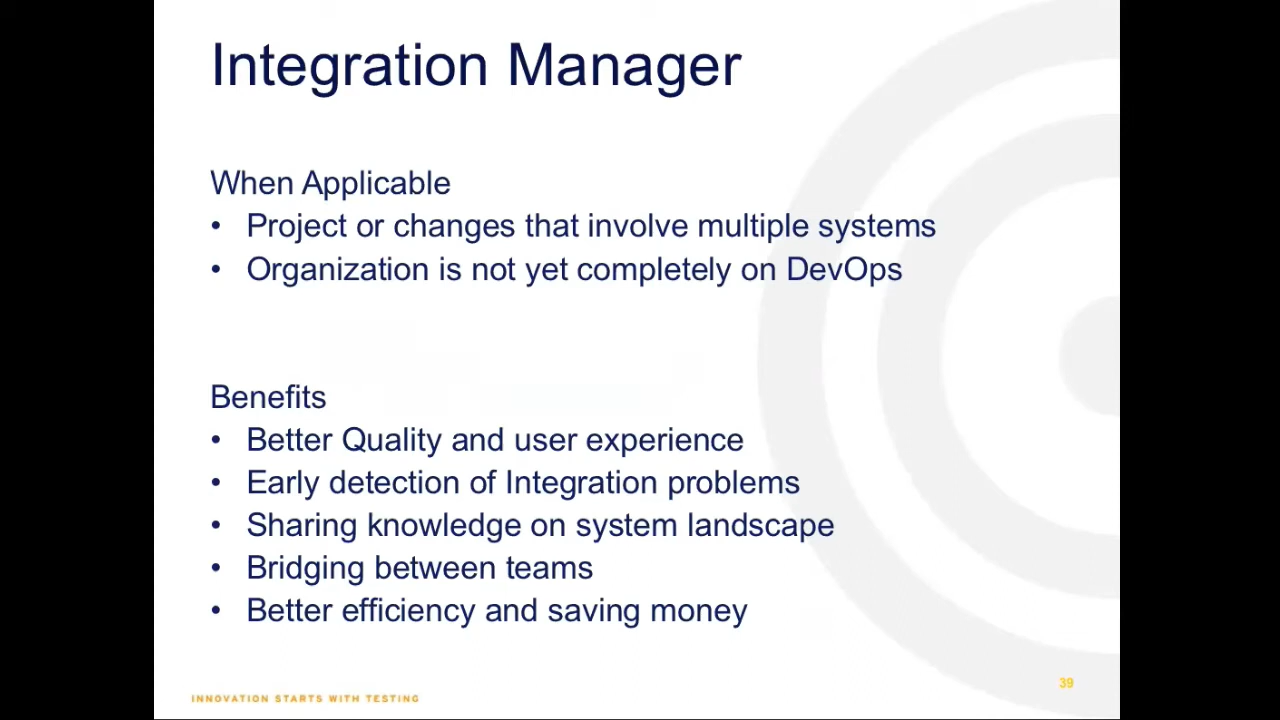 Integration Manager
When Applicable
• Project or changes that involve multiple systems
• Organization is not yet completely on DevOps
Benefits
• Better Quality and user experience
• Early detection of Integration problems
• Sharing knowledge on system landscape
• Bridging between teams
• Better efficiency and saving money
39
INNOVATION STARTS WITH TESTING